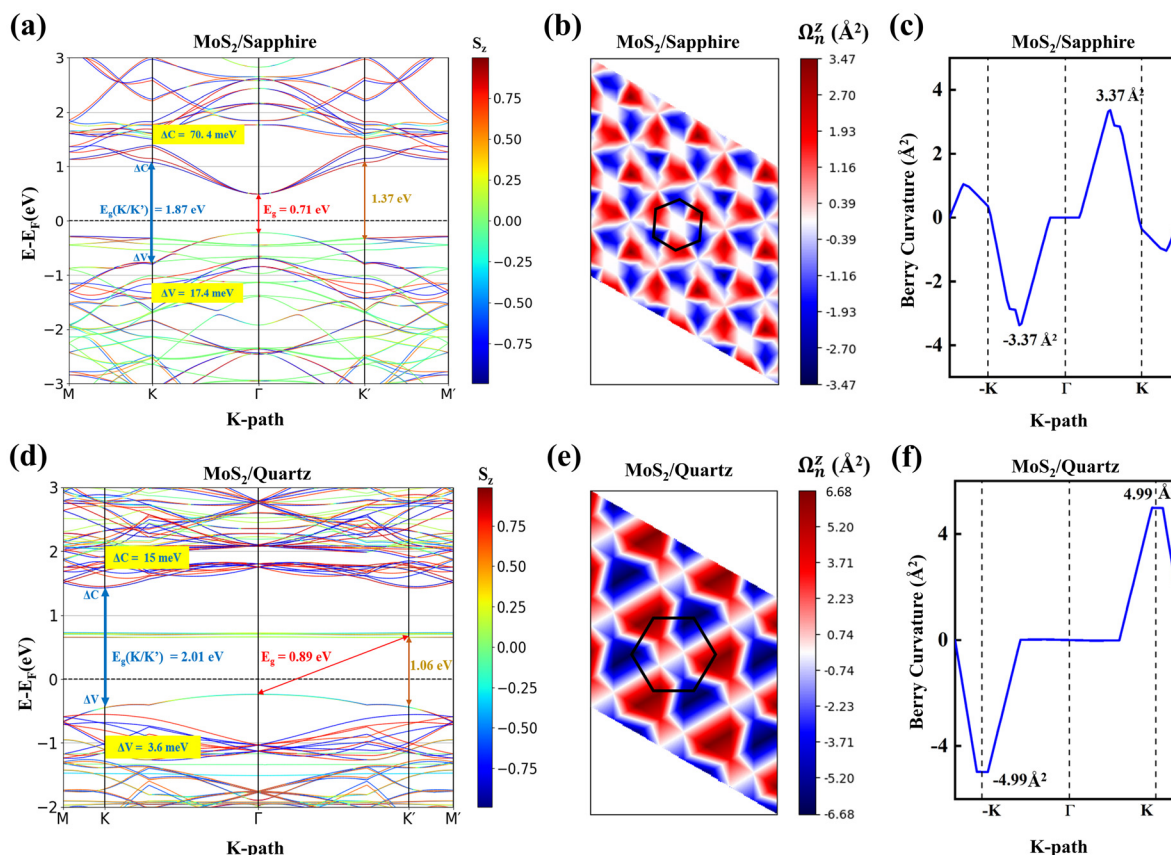 (a)
MoS₂/Sapphire
S_z
3
2
1
0
−1
−2
−3
E-E_F(eV)
ΔC = 70. 4 meV
ΔC
E_g(K/K') = 1.87 eV
E_g = 0.71 eV
1.37 eV
ΔV
ΔV = 17.4 meV
M
K
Γ
K′
M′
K-path
0.75
0.50
0.25
0.00
−0.25
−0.50
−0.75
(b)
MoS₂/Sapphire
Ω_n^z (Å²)
3.47
2.70
1.93
1.16
0.39
−0.39
−1.16
−1.93
−2.70
−3.47
(c)
MoS₂/Sapphire
Berry Curvature (Å²)
4
2
0
-2
-4
3.37 Å²
-3.37 Å²
-K
Γ
K
K-path
(d)
MoS₂/Quartz
S_z
3
2
1
0
−1
−2
E-E_F(eV)
ΔC = 15 meV
ΔC
E_g(K/K') = 2.01 eV
E_g = 0.89 eV
1.06 eV
ΔV
ΔV = 3.6 meV
M
K
Γ
K′
M′
K-path
0.75
0.50
0.25
0.00
−0.25
−0.50
−0.75
(e)
MoS₂/Quartz
Ω_n^z (Å²)
6.68
5.20
3.71
2.23
0.74
−0.74
−2.23
−3.71
−5.20
−6.68
(f)
MoS₂/Quartz
Berry Curvature (Å²)
4
0
-4
4.99 Å
-4.99 Å²
-K
Γ
K
K-path